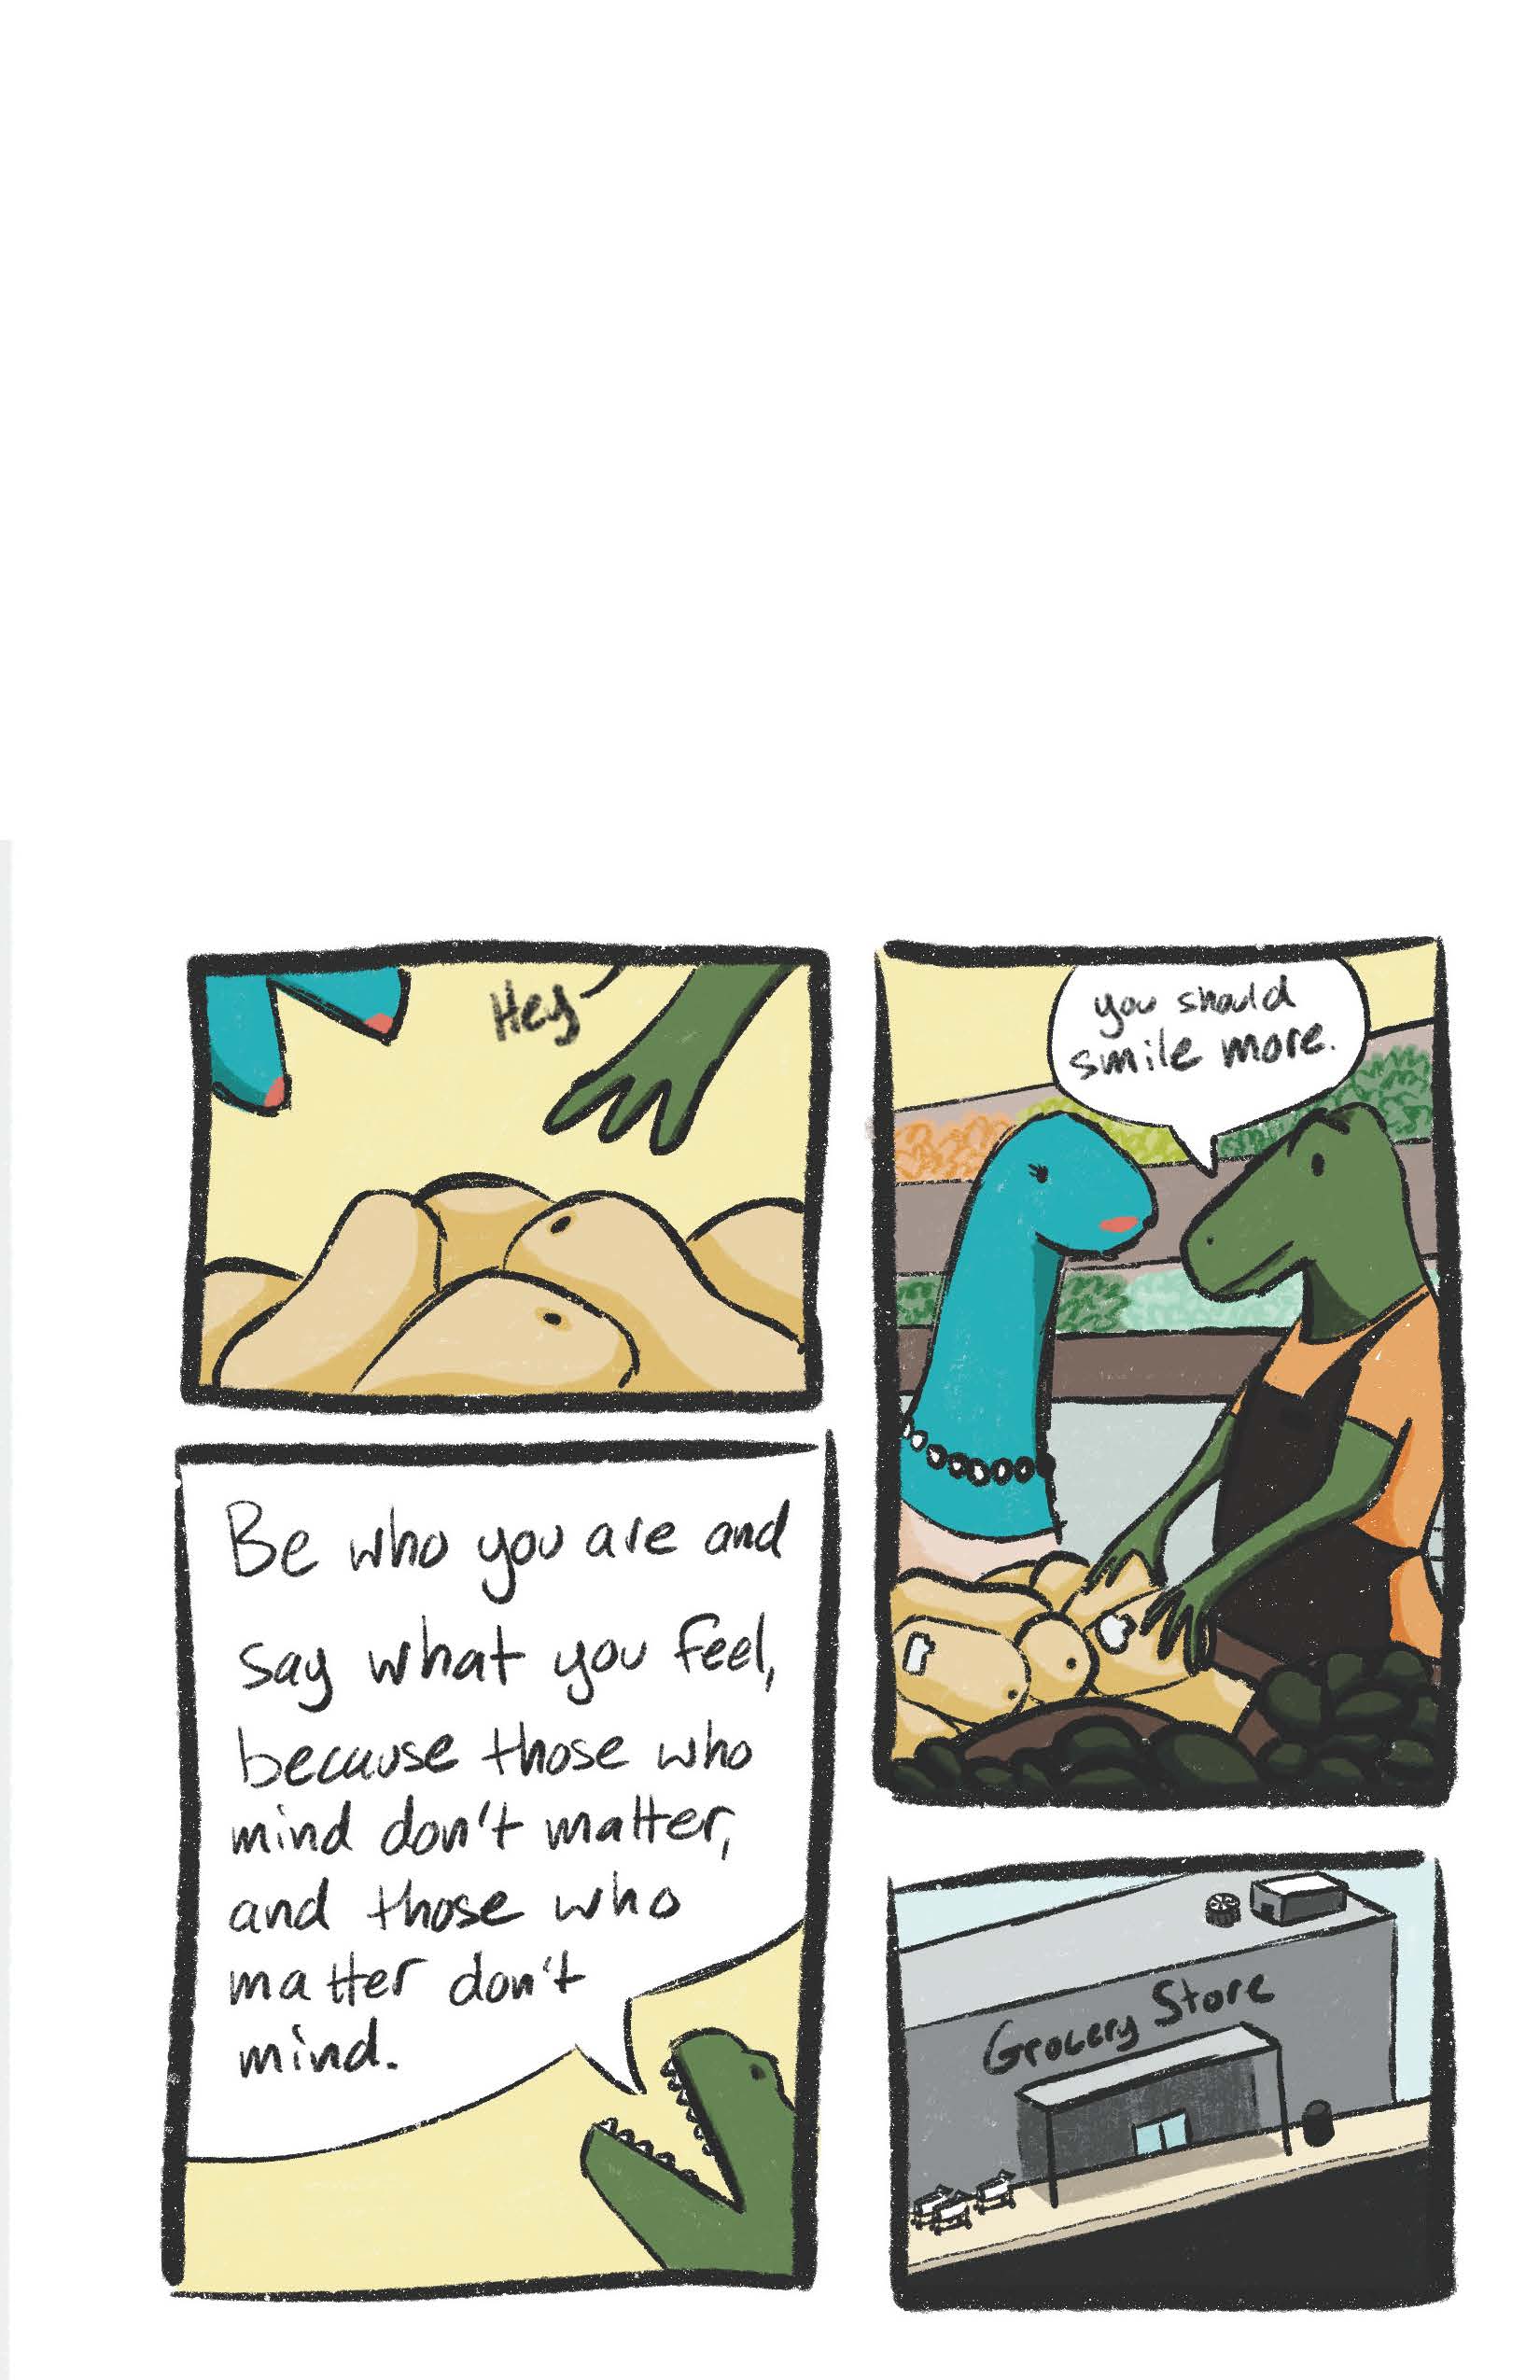 Hey
you should
smile more.
Be who you are and
say what you feel,
because those who
mind don't matter,
and those who
matter don't
mind.
Grocery Store